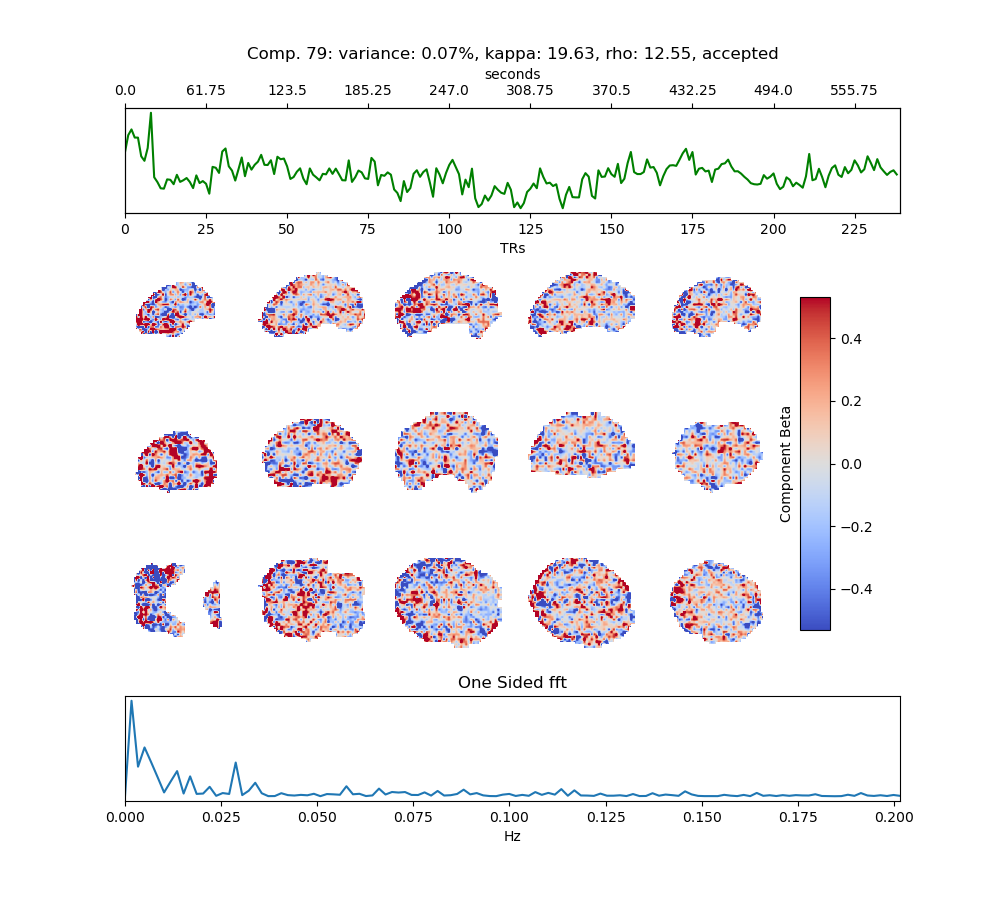 Comp. 79: variance: 0.07%, kappa: 19.63, rho: 12.55, accepted
seconds
0.0 61.75 123.5 185.25 247.0 308.75 370.5 432.25 494.0 555.75
0 25 50 75 100 125 150 175 200 225
TRs
0.4
0.2
0.0
−0.2
−0.4
Component Beta
One Sided fft
0.000 0.025 0.050 0.075 0.100 0.125 0.150 0.175 0.200
Hz